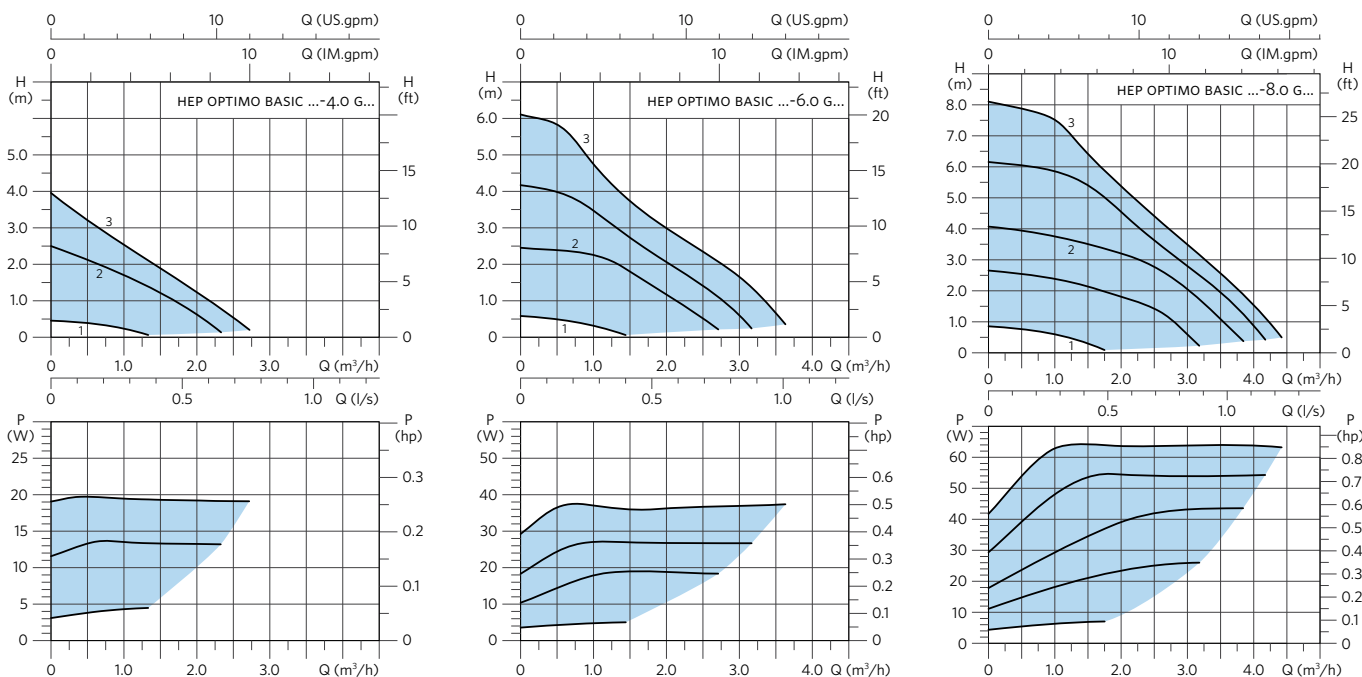 0 10 Q (US.gpm)
0 10 Q (IM.gpm)
H (m)
H (ft)
HEP OPTIMO BASIC ...-4.0 G...
5.0
4.0
3.0
2.0
1.0
0
15
10
5
0
3
2
1
0 1.0 2.0 3.0 Q (m³/h)
0 0.5 1.0 Q (l/s)
P (W)
P (hp)
25
20
15
10
5
0
0.3
0.2
0.1
0
0 1.0 2.0 3.0 Q (m³/h)
0 10 Q (US.gpm)
0 10 Q (IM.gpm)
H (m)
H (ft)
HEP OPTIMO BASIC ...-6.0 G...
6.0
5.0
4.0
3.0
2.0
1.0
0
20
15
10
5
0
3
2
1
0 1.0 2.0 3.0 4.0 Q (m³/h)
0 0.5 1.0 Q (l/s)
P (W)
P (hp)
50
40
30
20
10
0
0.6
0.5
0.4
0.3
0.2
0.1
0
0 1.0 2.0 3.0 4.0 Q (m³/h)
0 10 Q (US.gpm)
0 10 Q (IM.gpm)
H (m)
H (ft)
HEP OPTIMO BASIC ...-8.0 G...
8.0
7.0
6.0
5.0
4.0
3.0
2.0
1.0
0
25
20
15
10
5
0
3
2
1
1.0 2.0 3.0 4.0 Q (m³/h)
0 0.5 1.0 Q (l/s)
P (W)
P (hp)
60
50
40
30
20
10
0
0.8
0.7
0.6
0.5
0.4
0.3
0.2
0.1
0
0 1.0 2.0 3.0 4.0 Q (m³/h)